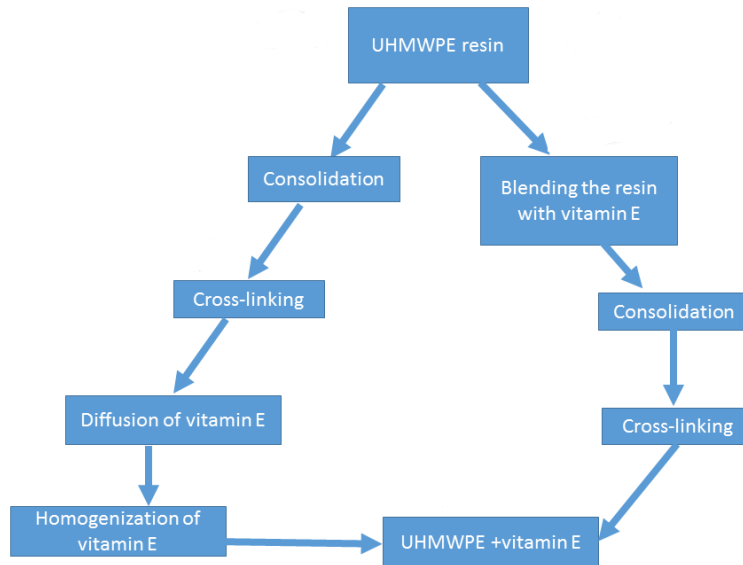 UHMWPE resin
Consolidation
Blending the resin
with vitamin E
Cross-linking
Consolidation
Diffusion of vitamin E
Cross-linking
Homogenization of
vitamin E
UHMWPE +vitamin E